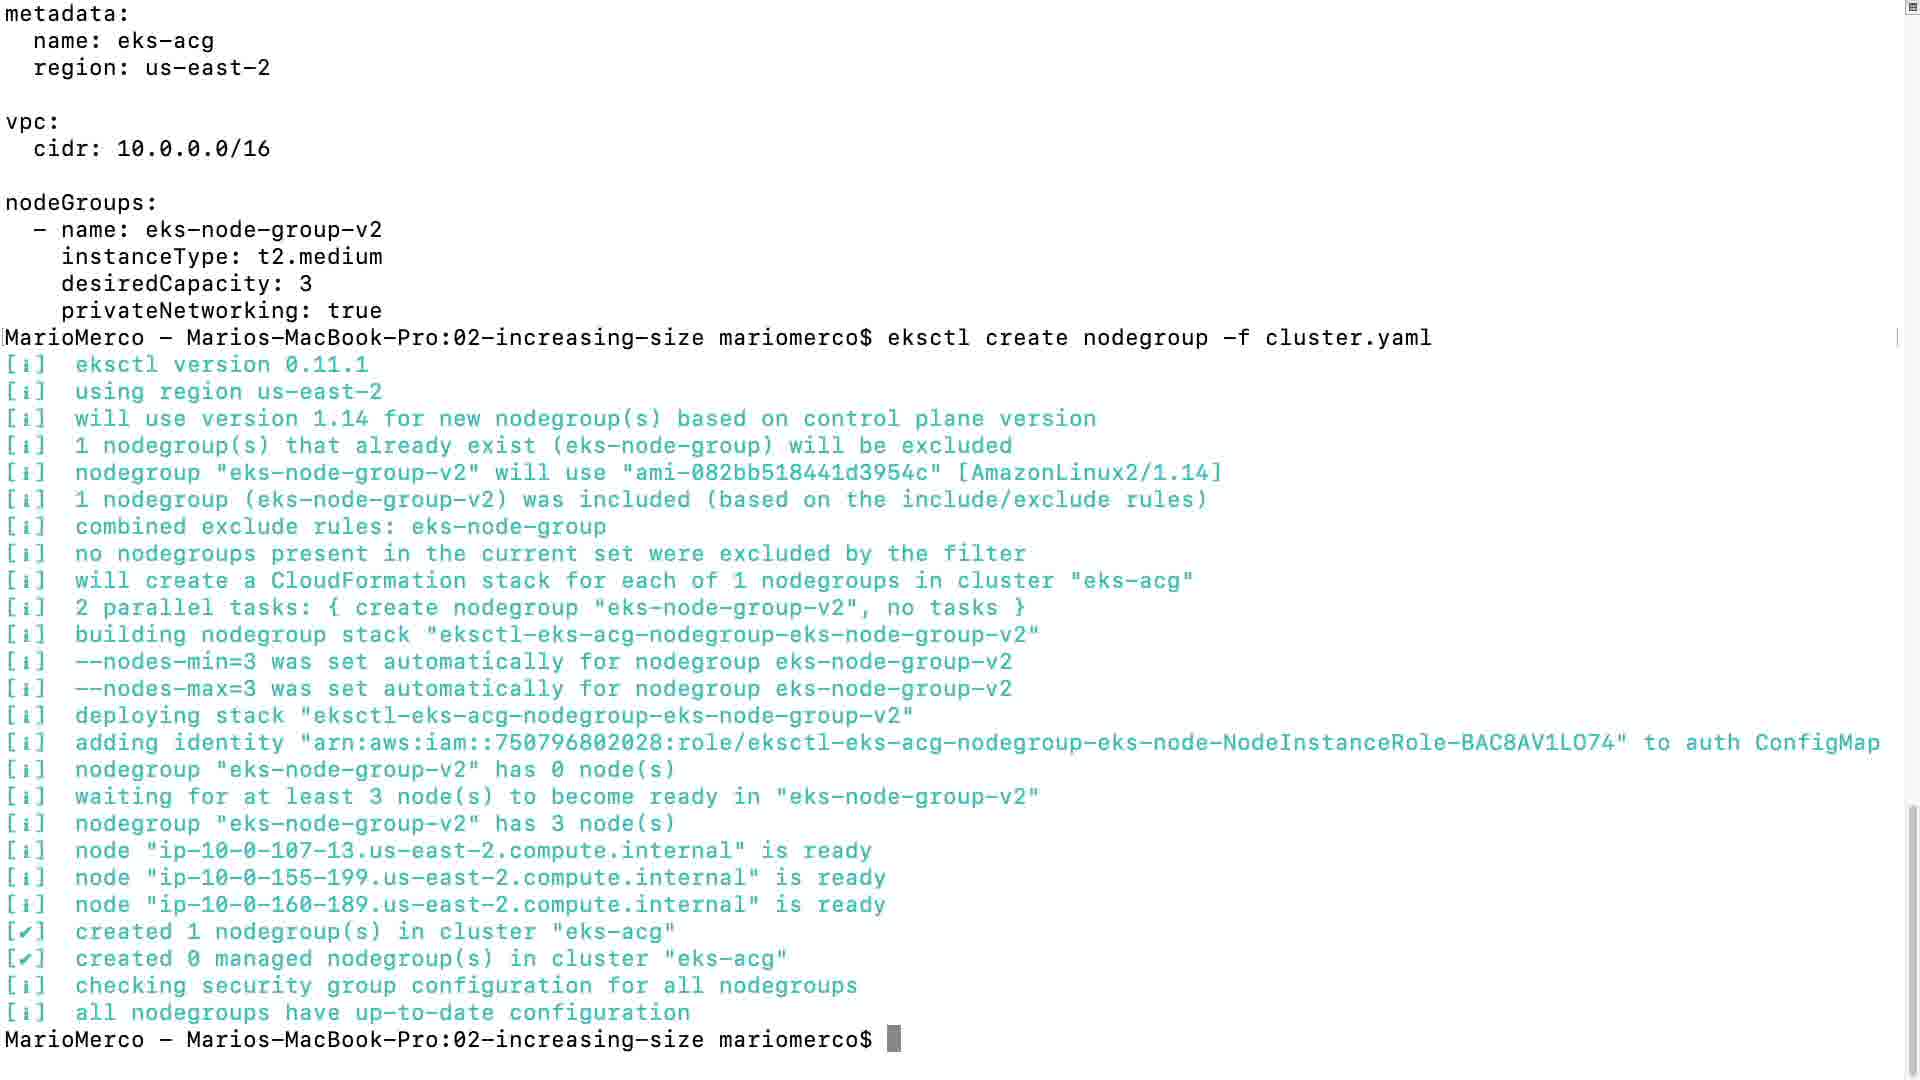 metadata:
  name: eks-acg
  region: us-east-2

vpc:
  cidr: 10.0.0.0/16

nodeGroups:
  - name: eks-node-group-v2
    instanceType: t2.medium
    desiredCapacity: 3
    privateNetworking: true
MarioMerco - Marios-MacBook-Pro:02-increasing-size mariomerco$ eksctl create nodegroup -f cluster.yaml
[ℹ]  eksctl version 0.11.1
[ℹ]  using region us-east-2
[ℹ]  will use version 1.14 for new nodegroup(s) based on control plane version
[ℹ]  1 nodegroup(s) that already exist (eks-node-group) will be excluded
[ℹ]  nodegroup "eks-node-group-v2" will use "ami-082bb518441d3954c" [AmazonLinux2/1.14]
[ℹ]  1 nodegroup (eks-node-group-v2) was included (based on the include/exclude rules)
[ℹ]  combined exclude rules: eks-node-group
[ℹ]  no nodegroups present in the current set were excluded by the filter
[ℹ]  will create a CloudFormation stack for each of 1 nodegroups in cluster "eks-acg"
[ℹ]  2 parallel tasks: { create nodegroup "eks-node-group-v2", no tasks }
[ℹ]  building nodegroup stack "eksctl-eks-acg-nodegroup-eks-node-group-v2"
[ℹ]  --nodes-min=3 was set automatically for nodegroup eks-node-group-v2
[ℹ]  --nodes-max=3 was set automatically for nodegroup eks-node-group-v2
[ℹ]  deploying stack "eksctl-eks-acg-nodegroup-eks-node-group-v2"
[ℹ]  adding identity "arn:aws:iam::750796802028:role/eksctl-eks-acg-nodegroup-eks-node-NodeInstanceRole-BAC8AV1LO74" to auth ConfigMap
[ℹ]  nodegroup "eks-node-group-v2" has 0 node(s)
[ℹ]  waiting for at least 3 node(s) to become ready in "eks-node-group-v2"
[ℹ]  nodegroup "eks-node-group-v2" has 3 node(s)
[ℹ]  node "ip-10-0-107-13.us-east-2.compute.internal" is ready
[ℹ]  node "ip-10-0-155-199.us-east-2.compute.internal" is ready
[ℹ]  node "ip-10-0-160-189.us-east-2.compute.internal" is ready
[✔]  created 1 nodegroup(s) in cluster "eks-acg"
[✔]  created 0 managed nodegroup(s) in cluster "eks-acg"
[ℹ]  checking security group configuration for all nodegroups
[ℹ]  all nodegroups have up-to-date configuration
MarioMerco - Marios-MacBook-Pro:02-increasing-size mariomerco$